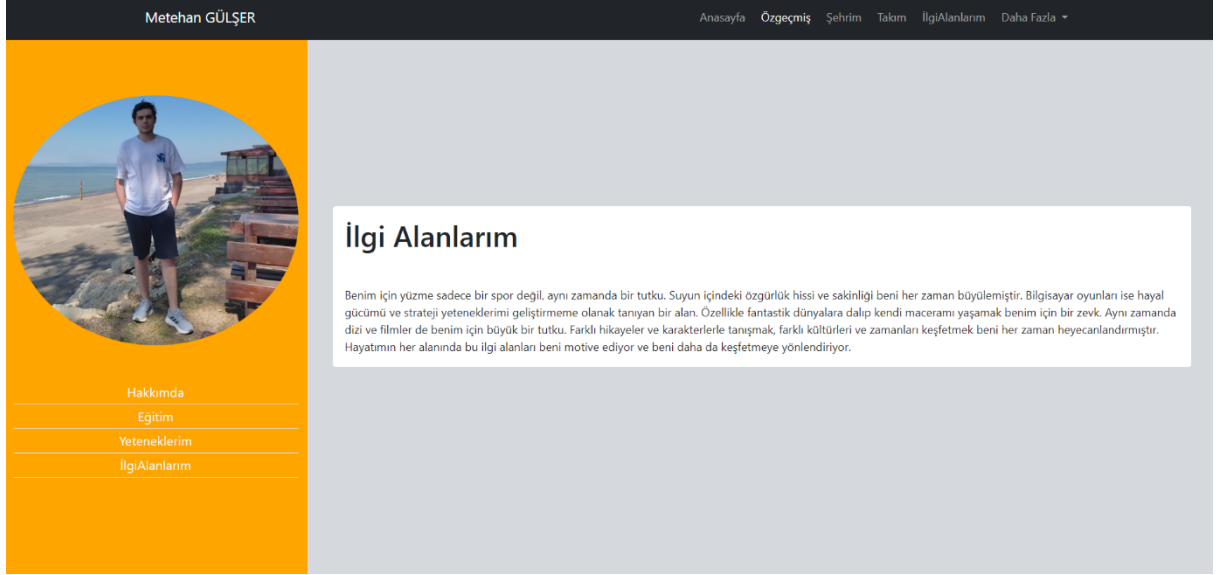 Metehan GÜLŞER
Anasayfa Özgeçmiş Şehrim Takım İlgiAlanlarım Daha Fazla
İlgi Alanlarım
Benim için yüzme sadece bir spor değil, aynı zamanda bir tutku. Suyun içindeki özgürlük hissi ve sakinliği beni her zaman büyülemiştir. Bilgisayar oyunları ise hayal
gücümü ve strateji yeteneklerimi geliştirmeme olanak tanıyan bir alan. Özellikle fantastik dünyalara dalıp kendi maceramı yaşamak benim için bir zevk. Aynı zamanda
dizi ve filmler de benim için büyük bir tutku. Farklı hikayeler ve karakterlerle tanışmak, farklı kültürleri ve zamanları keşfetmek beni her zaman heyecanlandırmıştır.
Hayatımın her alanında bu ilgi alanları beni motive ediyor ve beni daha da keşfetmeye yönlendiriyor.
Hakkımda
Eğitim
Yeteneklerim
İlgiAlanlarım